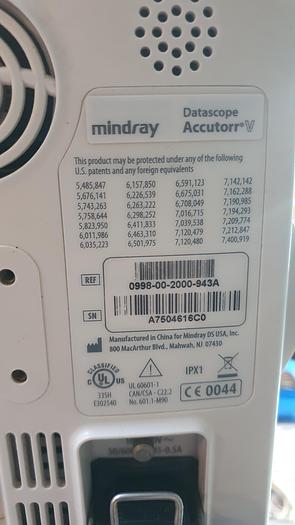 mindray
Datascope
Accutorr® V
This product may be protected under any of the following
U.S. patents and any foreign equivalents
5,485,847 6,157,850 6,591,123 7,142,142
5,676,141 6,226,539 6,675,031 7,162,288
5,743,263 6,263,222 6,708,049 7,190,985
5,758,644 6,298,252 7,016,715 7,194,293
5,823,950 6,411,833 7,039,538 7,209,774
6,011,986 6,463,310 7,120,479 7,212,847
6,035,223 6,501,975 7,120,480 7,400,919
REF
0998-00-2000-943A
SN
A7504616C0
Manufactured in China for Mindray DS USA, Inc.
800 MacArthur Blvd., Mahwah, NJ 07430
CLASSIFIED
C UL US
335H
E302540
UL 60601-1
CAN/CSA - C22.2
No. 601.1-M90
IPX1
CE 0044